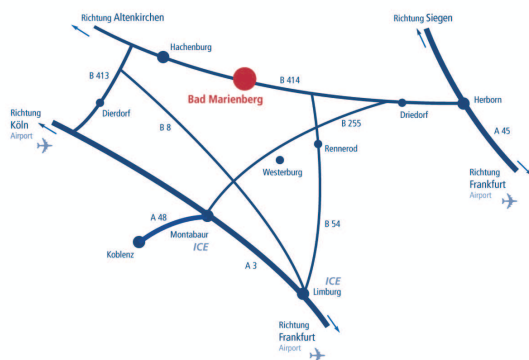 Richtung Altenkirchen
Richtung Siegen
Hachenburg
B 413
Bad Marienberg
B 414
Richtung
Köln
Airport
Dierdorf
Driedorf
Herborn
B 8
B 255
A 45
Rennerod
Westerburg
Richtung
Frankfurt
Airport
A 48
Montabaur
ICE
B 54
Koblenz
A 3
ICE
Limburg
Richtung
Frankfurt
Airport